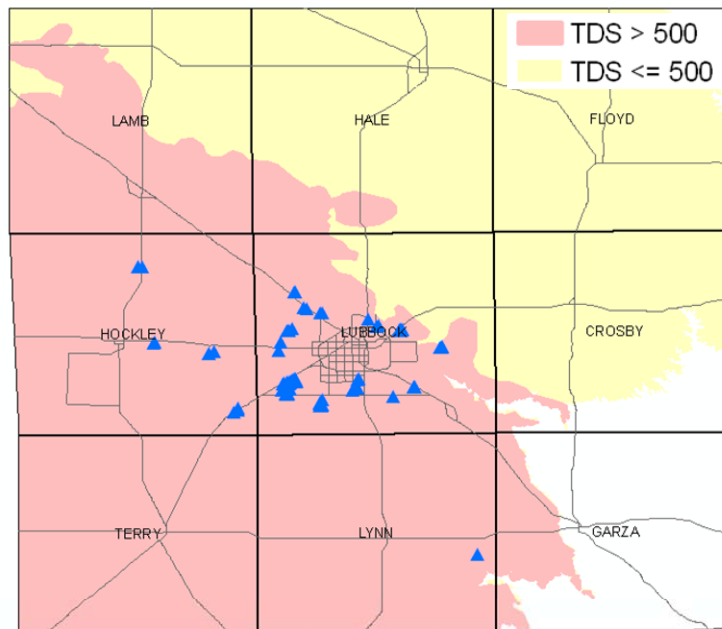 TDS > 500
TDS <= 500
LAMB
HALE
FLOYD
HOCKLEY
LUBBOCK
CROSBY
TERRY
LYNN
GARZA